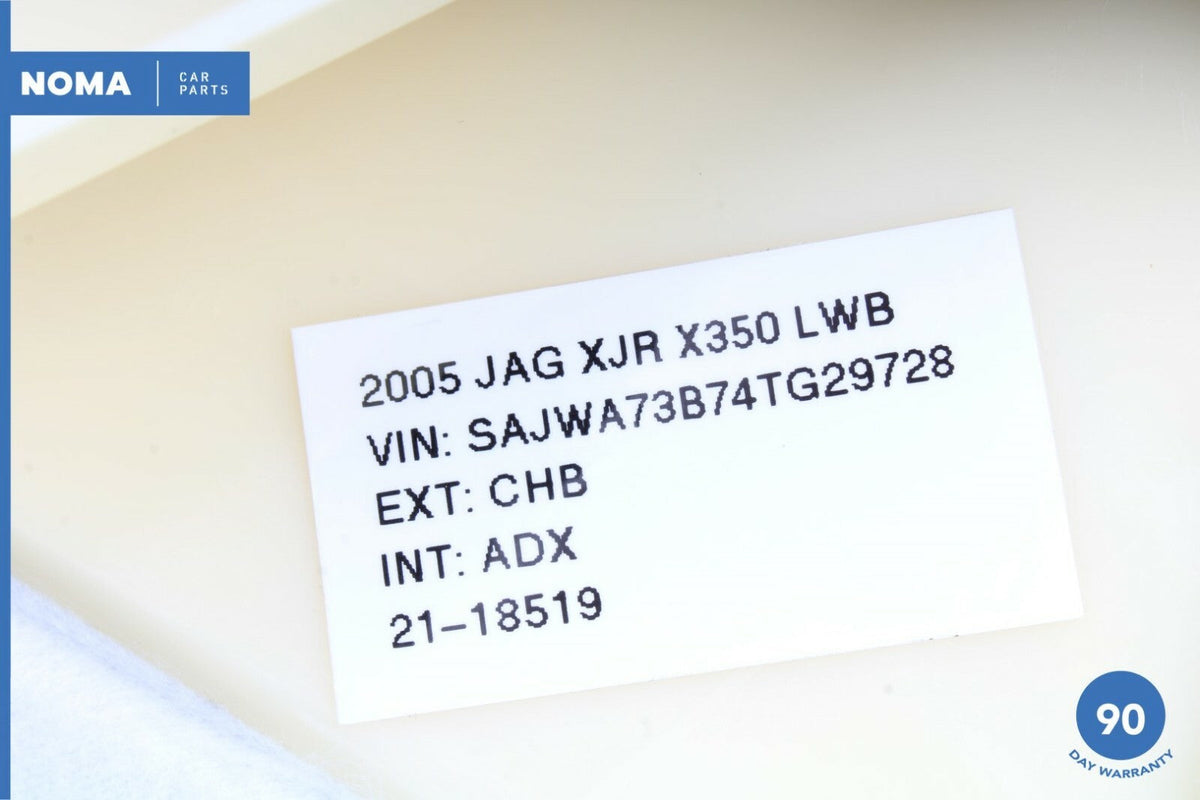 NOMA
CAR
PARTS
2005 JAG XJR X350 LWB
VIN: SAJWA73B74TG29728
EXT: CHB
INT: ADX
21-18519
90
DAY WARRANTY